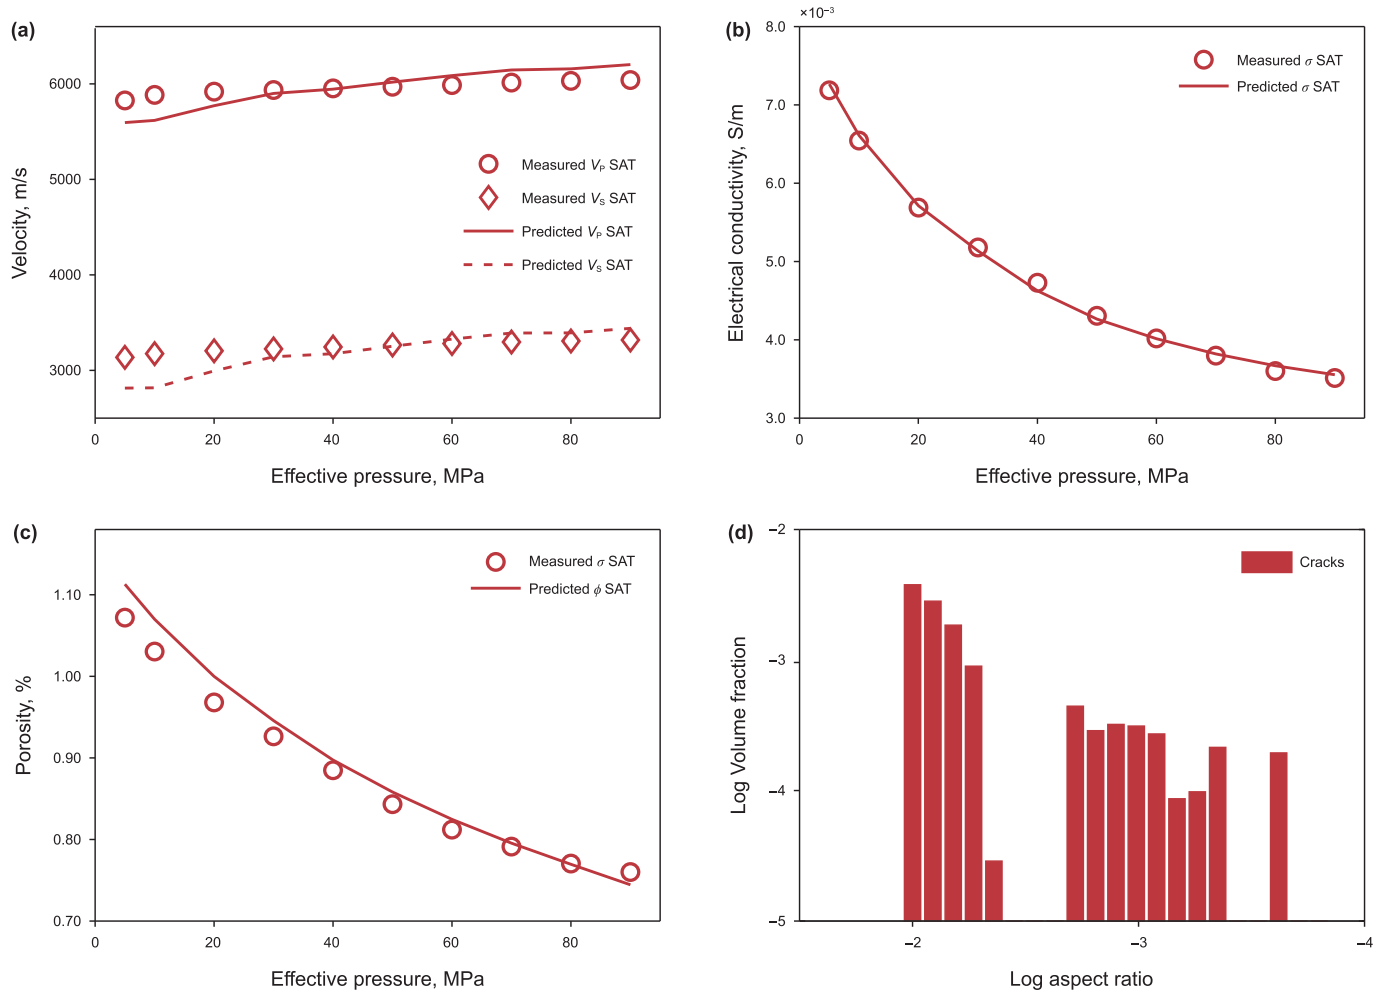 (a)
6000
5000
4000
3000
0
20
40
60
80
Velocity, m/s
Effective pressure, MPa
Measured VP SAT
Measured VS SAT
Predicted VP SAT
Predicted VS SAT
(b)
×10⁻³
8.0
7.0
6.0
5.0
4.0
3.0
0
20
40
60
80
Electrical conductivity, S/m
Effective pressure, MPa
Measured σ SAT
Predicted σ SAT
(c)
1.10
1.00
0.90
0.80
0.70
0
20
40
60
80
Porosity, %
Effective pressure, MPa
Measured σ SAT
Predicted ϕ SAT
(d)
−2
−3
−4
−5
−2
−3
−4
Log Volume fraction
Log aspect ratio
Cracks